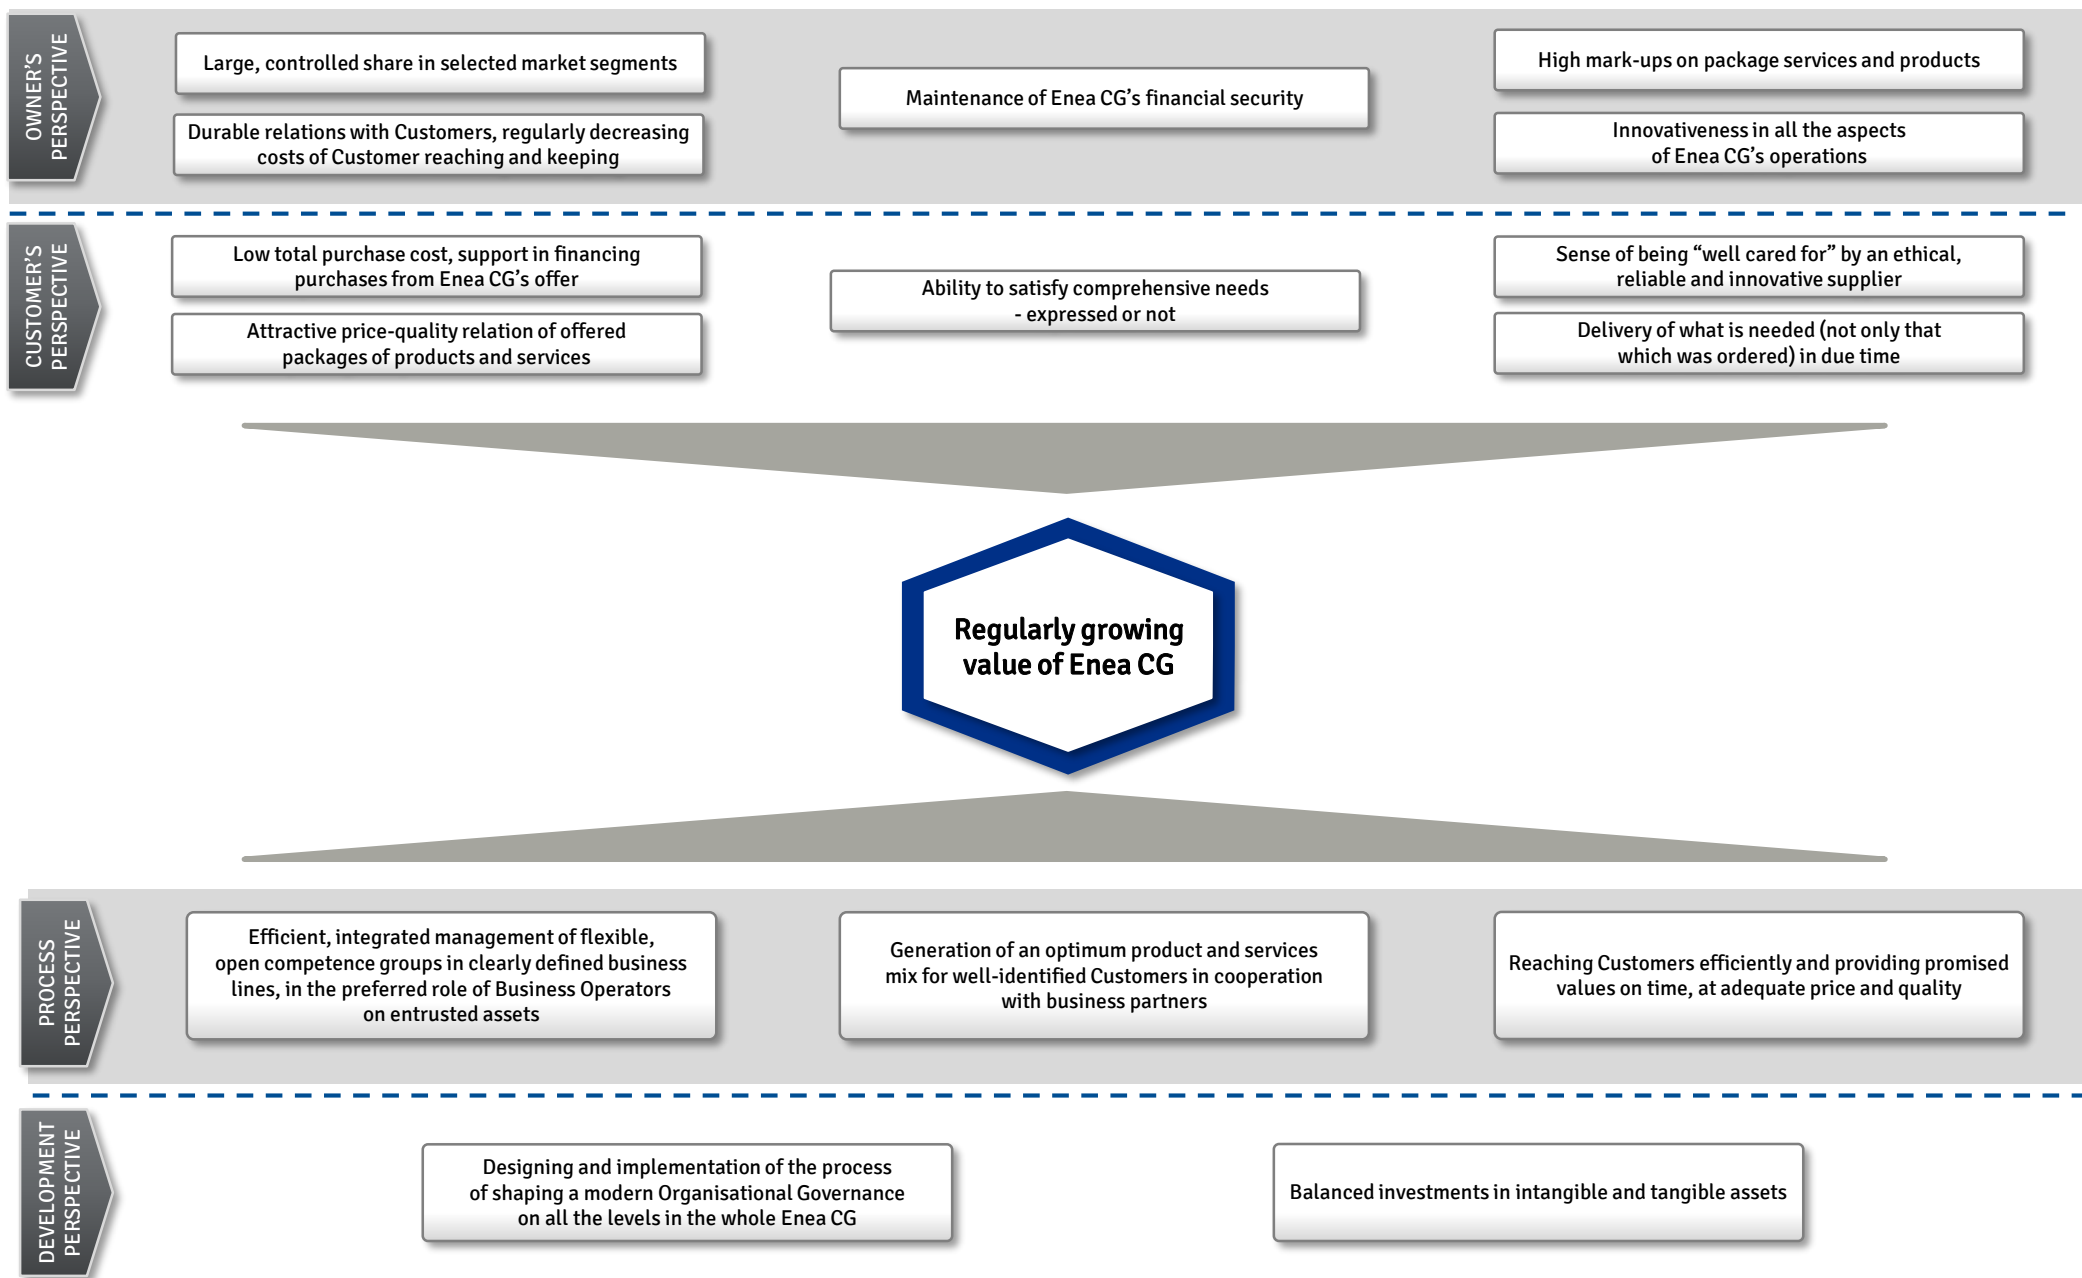 OWNER'S
PERSPECTIVE
Large, controlled share in selected market segments
Durable relations with Customers, regularly decreasing
costs of Customer reaching and keeping
Maintenance of Enea CG's financial security
High mark-ups on package services and products
Innovativeness in all the aspects
of Enea CG's operations
CUSTOMER'S
PERSPECTIVE
Low total purchase cost, support in financing
purchases from Enea CG's offer
Attractive price-quality relation of offered
packages of products and services
Ability to satisfy comprehensive needs
- expressed or not
Sense of being “well cared for” by an ethical,
reliable and innovative supplier
Delivery of what is needed (not only that
which was ordered) in due time
Regularly growing
value of Enea CG
PROCESS
PERSPECTIVE
Efficient, integrated management of flexible,
open competence groups in clearly defined business
lines, in the preferred role of Business Operators
on entrusted assets
Generation of an optimum product and services
mix for well-identified Customers in cooperation
with business partners
Reaching Customers efficiently and providing promised
values on time, at adequate price and quality
DEVELOPMENT
PERSPECTIVE
Designing and implementation of the process
of shaping a modern Organisational Governance
on all the levels in the whole Enea CG
Balanced investments in intangible and tangible assets